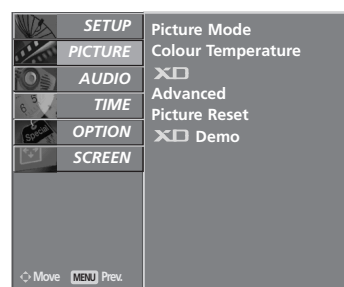 SETUP
PICTURE
AUDIO
TIME
OPTION
Special
SCREEN
Move MENU Prev.
Picture Mode
Colour Temperature
XD
Advanced
Picture Reset
XD Demo